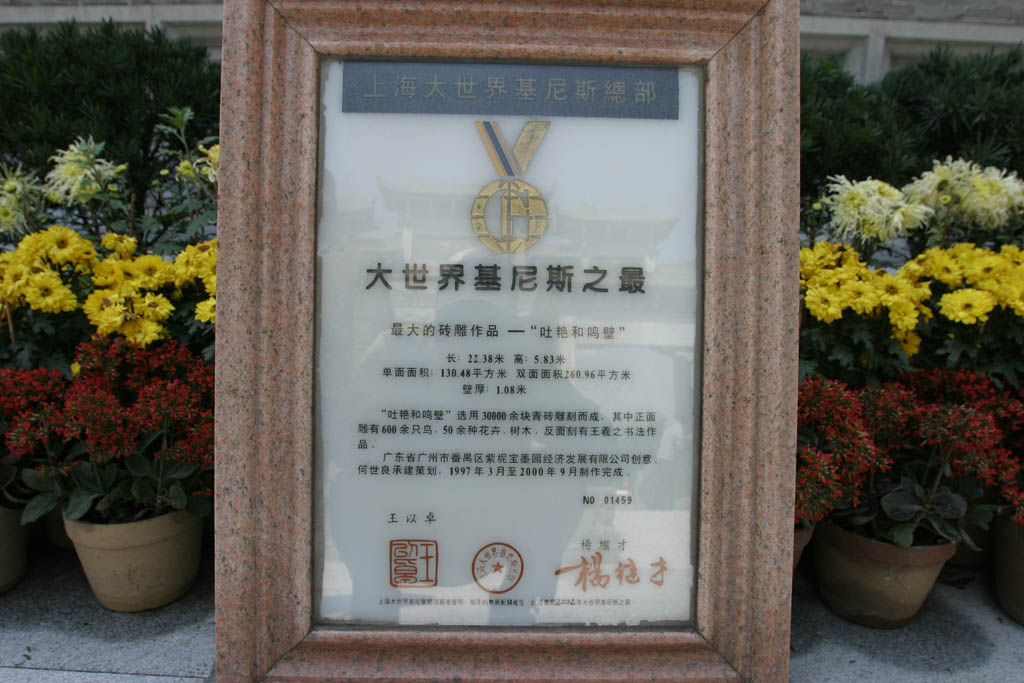 上海大世界基尼斯總部
大世界基尼斯之最
最大的砖雕作品 — “吐艳和鸣壁”
长: 22.38米 高: 5.83米
单面面积: 130.48平方米 双面面积260.96平方米
壁厚: 1.08米
“吐艳和鸣壁”选用30000余块青砖雕刻而成, 其中正面
雕有600余只鸟, 50余种花卉, 树木, 反面刻有王羲之书法作
品。
广东省广州市番禺区紫坭宝墨园经济发展有限公司创意、
何世良承建策划, 1997年3月至2000年9月制作完成。
NO 01459
王以卓
杨继才
杨继才